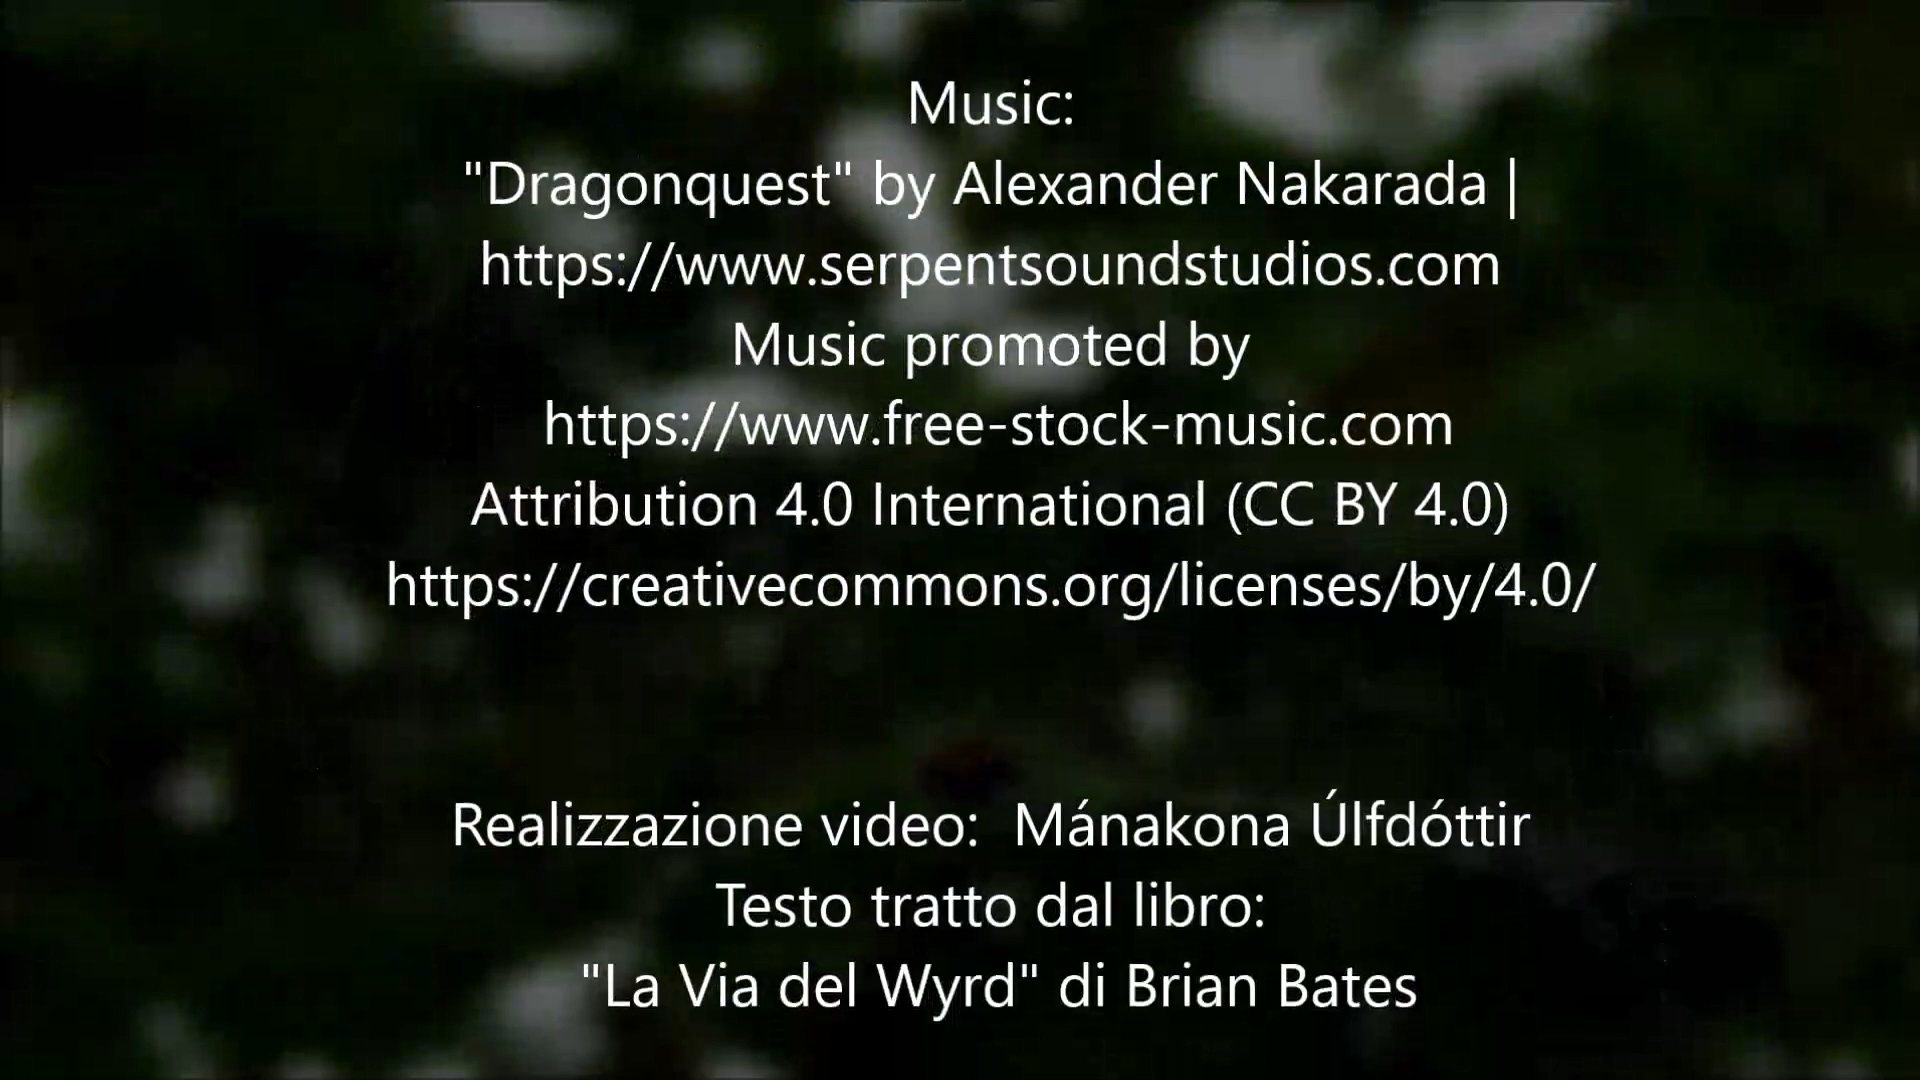 Music:
"Dragonquest" by Alexander Nakarada |
https://www.serpentsoundstudios.com
Music promoted by
https://www.free-stock-music.com
Attribution 4.0 International (CC BY 4.0)
https://creativecommons.org/licenses/by/4.0/
Realizzazione video:  Mánakona Úlfdóttir
Testo tratto dal libro:
"La Via del Wyrd" di Brian Bates